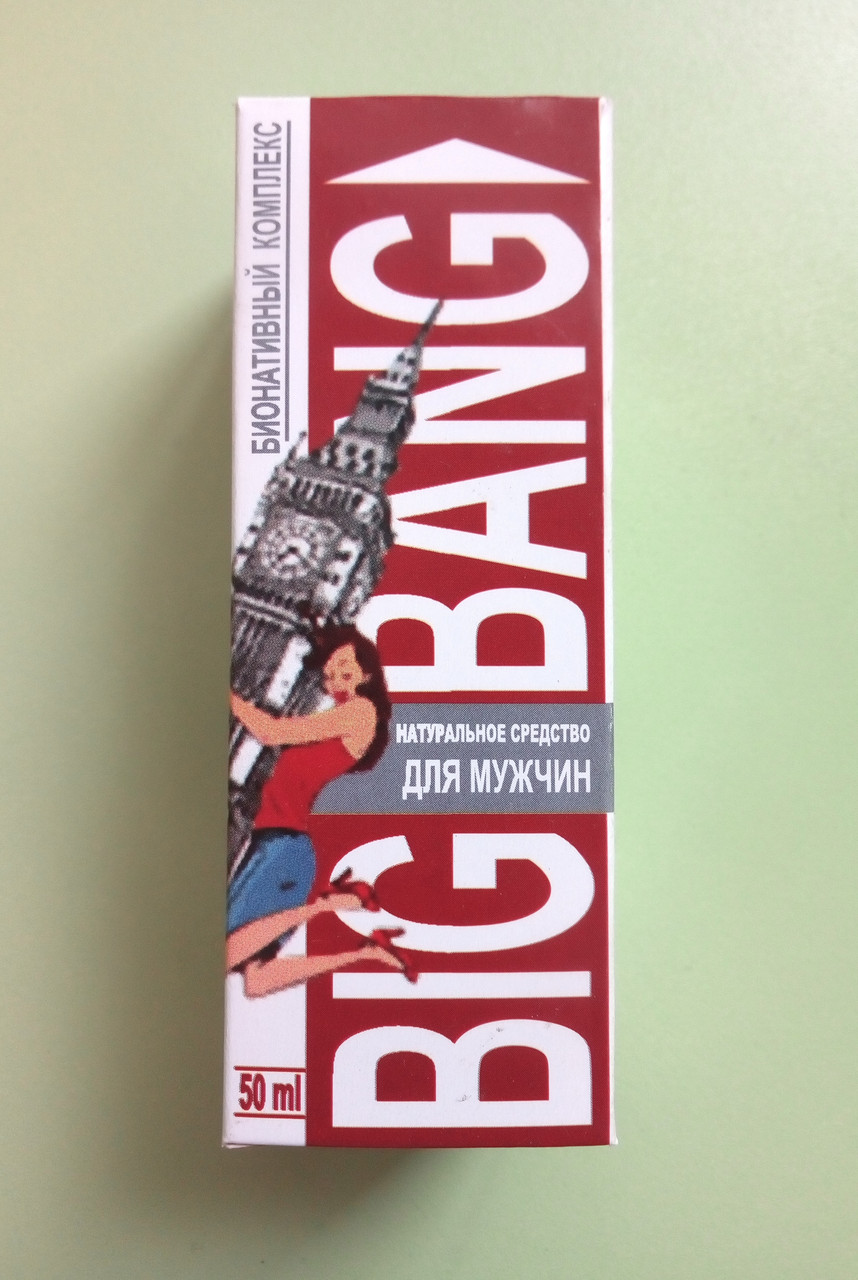 БИОНАТИВНЫЙ КОМПЛЕКС
BIG BANG
НАТУРАЛЬНОЕ СРЕДСТВО
ДЛЯ МУЖЧИН
50 ml